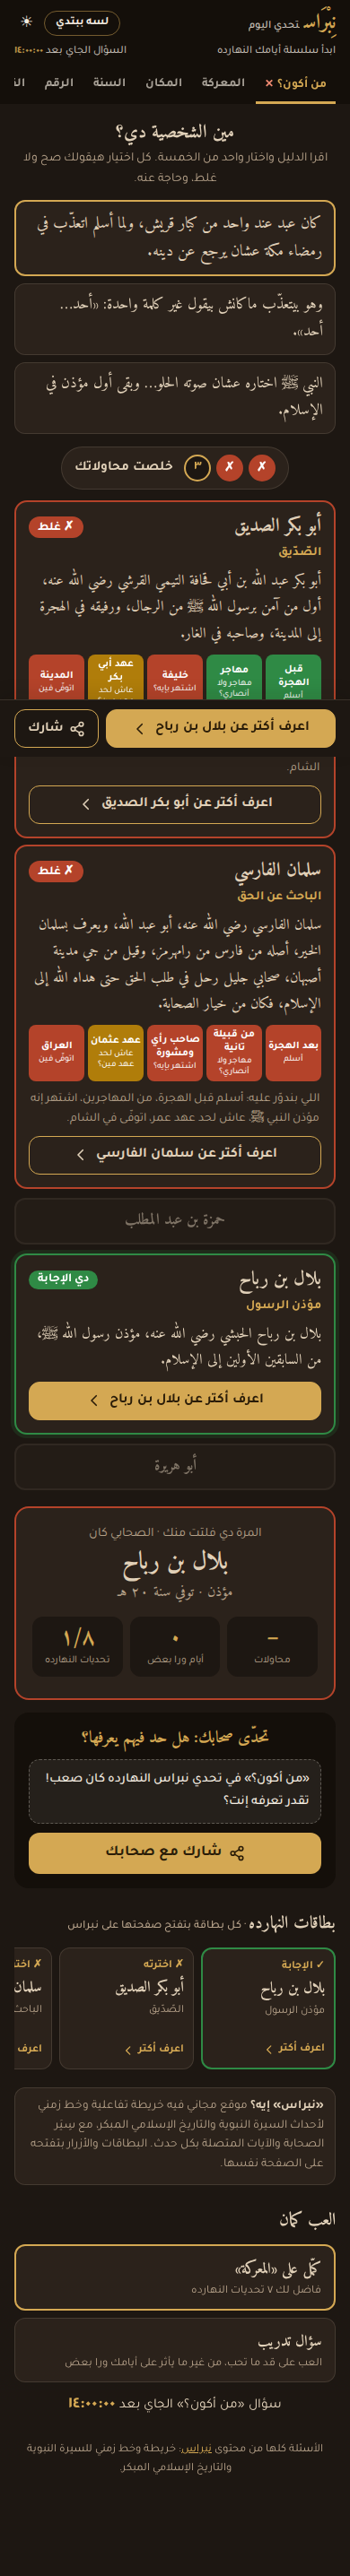 نِبْرَاس تحدي اليوم
لسه ببتدي
ابدأ سلسلة أيامك النهارده
السؤال الجاي بعد ١٤:٠٠:٠٠
من أكون؟ ×
المعركة
المكان
السنة
الرقم
مين الشخصية دي؟
اقرا الدليل واختار واحد من الخمسة. كل اختيار هيقولك صح ولا
غلط، وحاجة عنه.
كان عبد عند واحد من كبار قريش، ولما أسلم اتعذّب في
رمضاء مكة عشان يرجع عن دينه.
وهو بيتعذّب ماكانش بيقول غير كلمة واحدة: «أحد...
أحد».
النبي ﷺ اختاره عشان صوته الحلو... وبقى أول مؤذن في
الإسلام.
✗ ✗ ٣ خلصت محاولاتك
أبو بكر الصديق
✗ غلط
الصّدّيق
أبو بكر عبد الله بن أبي قحافة التيمي القرشي رضي الله عنه،
أول من آمن برسول الله ﷺ من الرجال، ورفيقه في الهجرة
إلى المدينة، وصاحبه في الغار.
قبل الهجرة
أسلم
مهاجر
مهاجر ولا أنصاري؟
خليفة
اشتهر بإيه؟
عهد أبي بكر
عاش لحد
المدينة
اتوفّى فين
اعرف أكتر عن بلال بن رباح
شارك
الشام.
اعرف أكتر عن أبو بكر الصديق
سلمان الفارسي
✗ غلط
الباحث عن الحق
سلمان الفارسي رضي الله عنه، أبو عبد الله، ويعرف بسلمان
الخير، أصله من فارس من رامهرمز، وقيل من جي مدينة
أصبهان، صحابي جليل رحل في طلب الحق حتى هداه الله إلى
الإسلام، فكان من خيار الصحابة.
بعد الهجرة
أسلم
من قبيلة تانية
مهاجر ولا أنصاري؟
صاحب رأي ومشورة
اشتهر بإيه؟
عهد عثمان
عاش لحد عهد مين؟
العراق
اتوفّى فين
اللي بندوّر عليه: أسلم قبل الهجرة، من المهاجرين، اشتهر إنه
مؤذن النبي ﷺ، عاش لحد عهد عمر، اتوفّى في الشام.
اعرف أكتر عن سلمان الفارسي
حمزة بن عبد المطلب
بلال بن رباح
دي الإجابة
مؤذن الرسول
بلال بن رباح الحبشي رضي الله عنه، مؤذن رسول الله ﷺ،
من السابقين الأولين إلى الإسلام.
اعرف أكتر عن بلال بن رباح
أبو هريرة
المرة دي فلتت منك · الصحابي كان
بلال بن رباح
مؤذن · توفي سنة ٢٠ هـ
–
محاولات
٠
أيام ورا بعض
١/٨
تحديات النهارده
تحدّى صحابك: هل حد فيهم يعرفها؟
«من أكون؟» في تحدي نبراس النهارده كان صعب!
تقدر تعرفه إنت؟
شارك مع صحابك
بطاقات النهارده · كل بطاقة بتفتح صفحتها على نبراس
✓ الإجابة
بلال بن رباح
مؤذن الرسول
اعرف أكتر
✗ اخترته
أبو بكر الصديق
الصّدّيق
اعرف أكتر
سلمان
اعرف
«نبراس» إيه؟ موقع مجاني فيه خريطة تفاعلية وخط زمني
لأحداث السيرة النبوية والتاريخ الإسلامي المبكر، مع سِيَر
الصحابة والآيات المتصلة بكل حدث. البطاقات والأزرار بتفتحه
على الصفحة نفسها.
العب كمان
كمّل على «المعركة»
فاضل لك ٧ تحديات النهارده
سؤال تدريب
العب على قد ما تحب، من غير ما يأثر على أيامك ورا بعض
سؤال «من أكون؟» الجاي بعد ١٤:٠٠:٠٠
الأسئلة كلها من محتوى نبراس: خريطة وخط زمني للسيرة النبوية
والتاريخ الإسلامي المبكر.